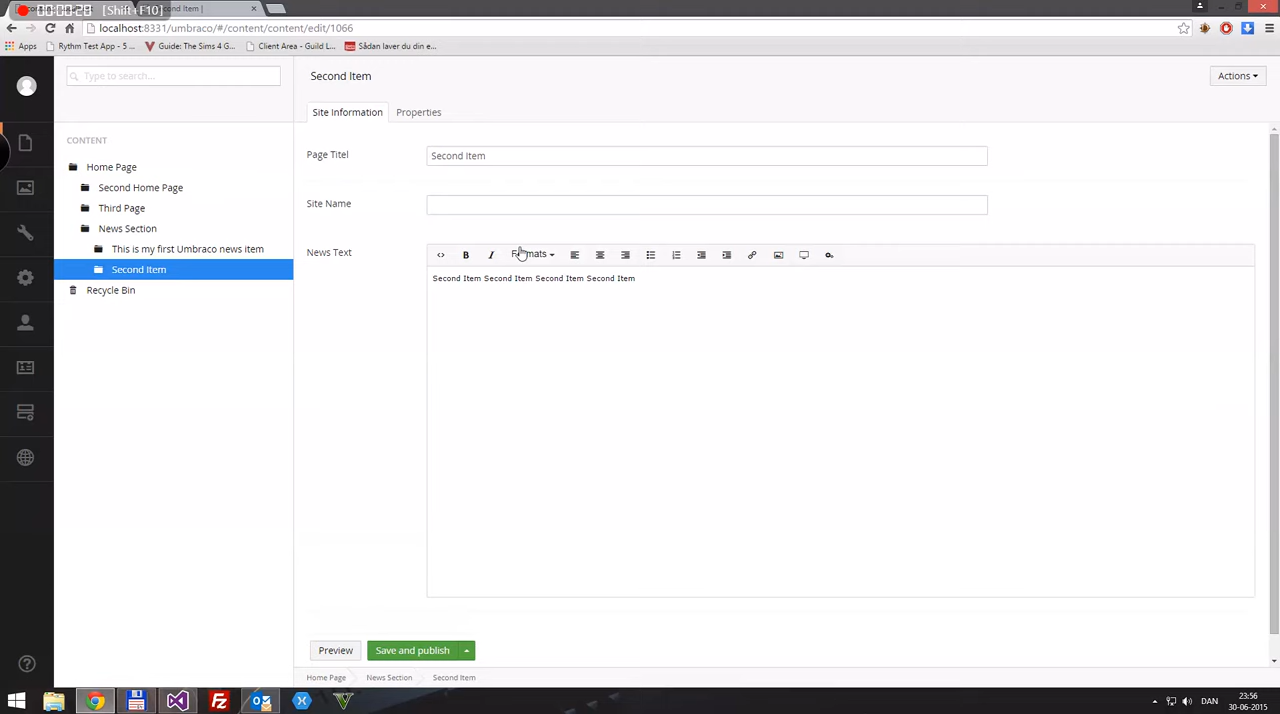 00:00:28 [Shift+F10] Second Item |
localhost:8331/umbraco/#/content/content/edit/1066
Apps Rythm Test App - 5 ... Guide: The Sims 4 G... Client Area - Guild L... Sådan laver du din e...
Type to search...
Second Item
Actions
Site Information Properties
CONTENT
Home Page
Second Home Page
Third Page
News Section
This is my first Umbraco news item
Second Item
Recycle Bin
Page Titel Second Item
Site Name
News Text
Formats
Second Item Second Item Second Item Second Item
Preview Save and publish
Home Page News Section Second Item
DAN 23:56
30-06-2015